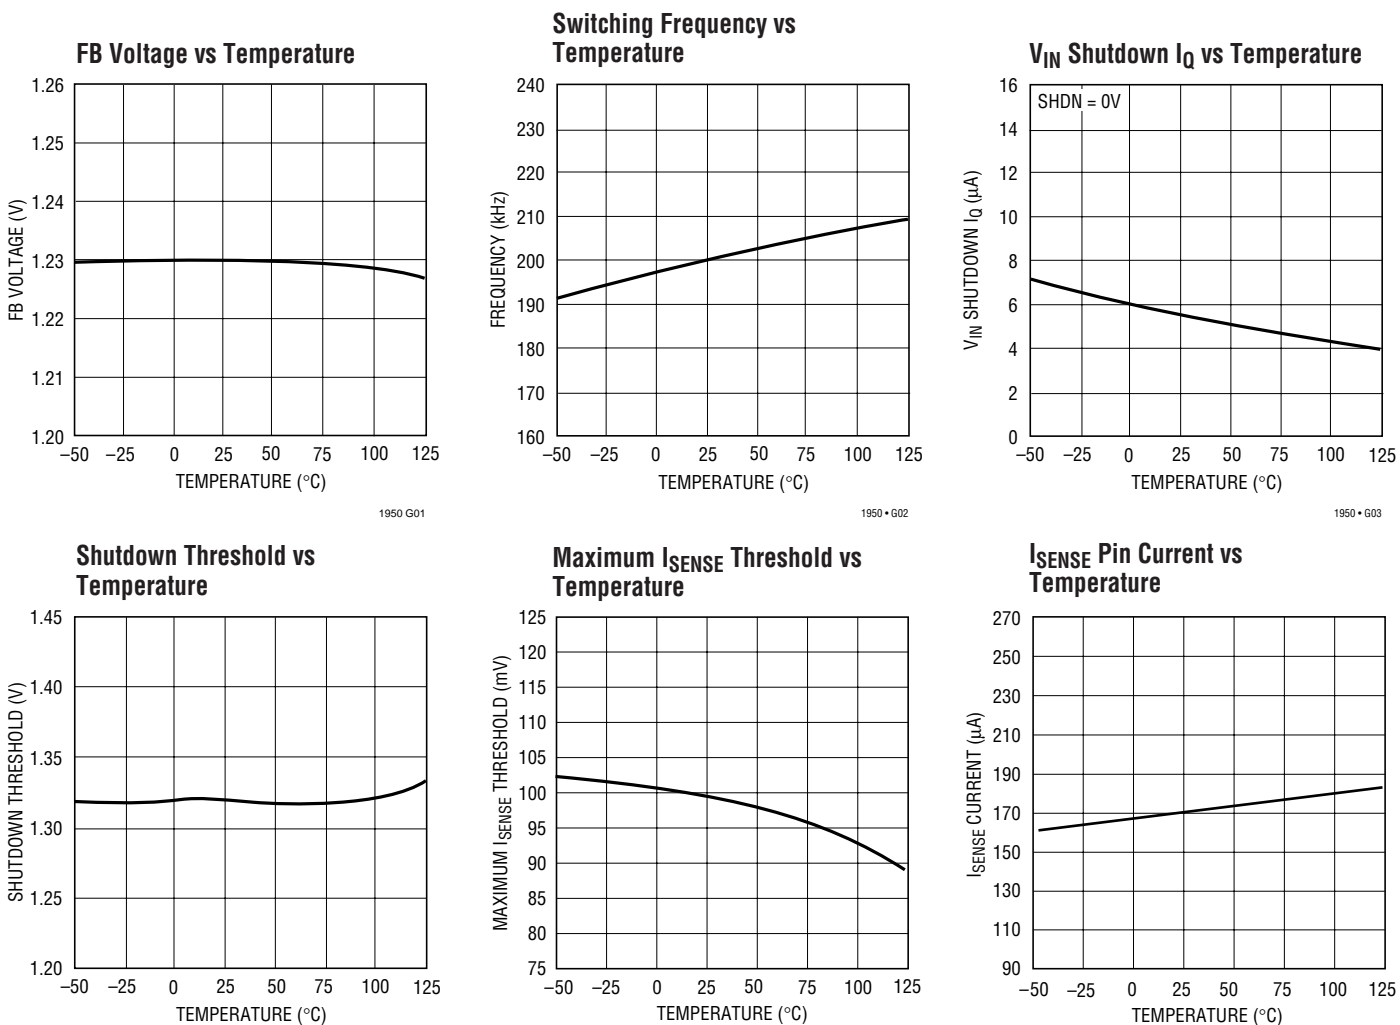 FB Voltage vs Temperature
1.26
1.25
1.24
1.23
1.22
1.21
1.20
FB VOLTAGE (V)
–50 –25 0 25 50 75 100 125
TEMPERATURE (°C)
1950 G01
Switching Frequency vs
Temperature
240
230
220
210
200
190
180
170
160
FREQUENCY (kHz)
–50 –25 0 25 50 75 100 125
TEMPERATURE (°C)
1950 • G02
VIN Shutdown IQ vs Temperature
SHDN = 0V
16
14
12
10
8
6
4
2
0
VIN SHUTDOWN IQ (µA)
–50 –25 0 25 50 75 100 125
TEMPERATURE (°C)
1950 • G03
Shutdown Threshold vs
Temperature
1.45
1.40
1.35
1.30
1.25
1.20
SHUTDOWN THRESHOLD (V)
–50 –25 0 25 50 75 100 125
TEMPERATURE (°C)
Maximum ISENSE Threshold vs
Temperature
125
120
115
110
105
100
95
90
85
80
75
MAXIMUM ISENSE THRESHOLD (mV)
–50 –25 0 25 50 75 100 125
TEMPERATURE (°C)
ISENSE Pin Current vs
Temperature
270
250
230
210
190
170
150
130
110
90
ISENSE CURRENT (µA)
–50 –25 0 25 50 75 100 125
TEMPERATURE (°C)